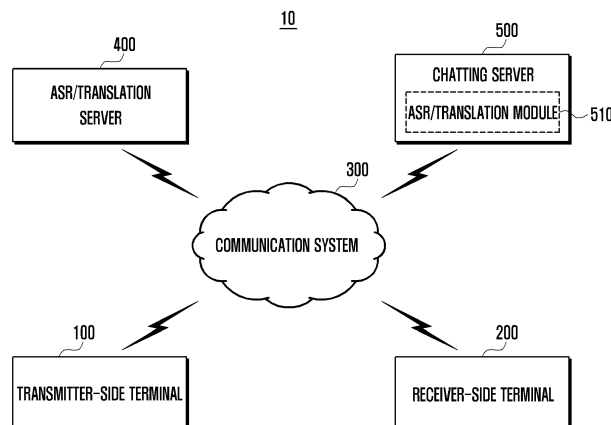 10
400
500
ASR/TRANSLATION
SERVER
CHATTING SERVER
ASR/TRANSLATION MODULE
510
300
COMMUNICATION SYSTEM
100
200
TRANSMITTER-SIDE TERMINAL
RECEIVER-SIDE TERMINAL